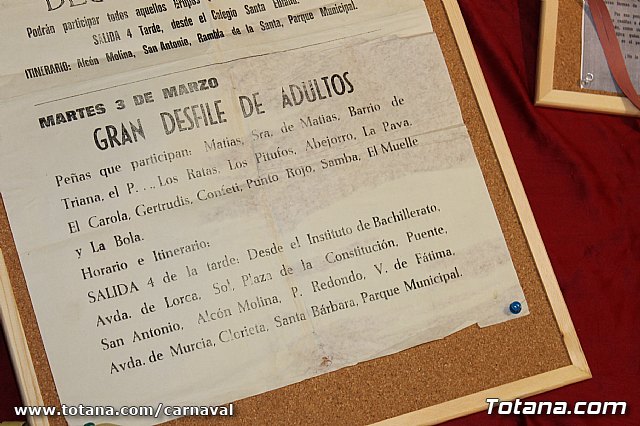 Podrán participar todos aquellos Grupos
SALIDA 4 Tarde, desde el Colegio Santa Eulalia.
ITINERARIO: Alcón Molina, San Antonio, Rambla de la Santa, Parque Municipal.
MARTES 3 DE MARZO
GRAN DESFILE DE ADULTOS
Peñas que participan: Matías, Sra. de Matías, Barrio de
Triana, el P. . . ., Los Ratas, Los Pitufos, Abejorro, La Pava,
El Carola, Gertrudis, Confeti, Punto Rojo, Samba, El Muelle
y La Bola.
Horario e Itinerario:
SALIDA 4 de la tarde: Desde el Instituto de Bachillerato,
Avda. de Lorca, Sol, Plaza de la Constitución, Puente,
San Antonio, Alcón Molina, P. Redondo, V. de Fátima,
Avda. de Murcia, Glorieta, Santa Bárbara, Parque Municipal.
www.totana.com/carnaval
Totana.com